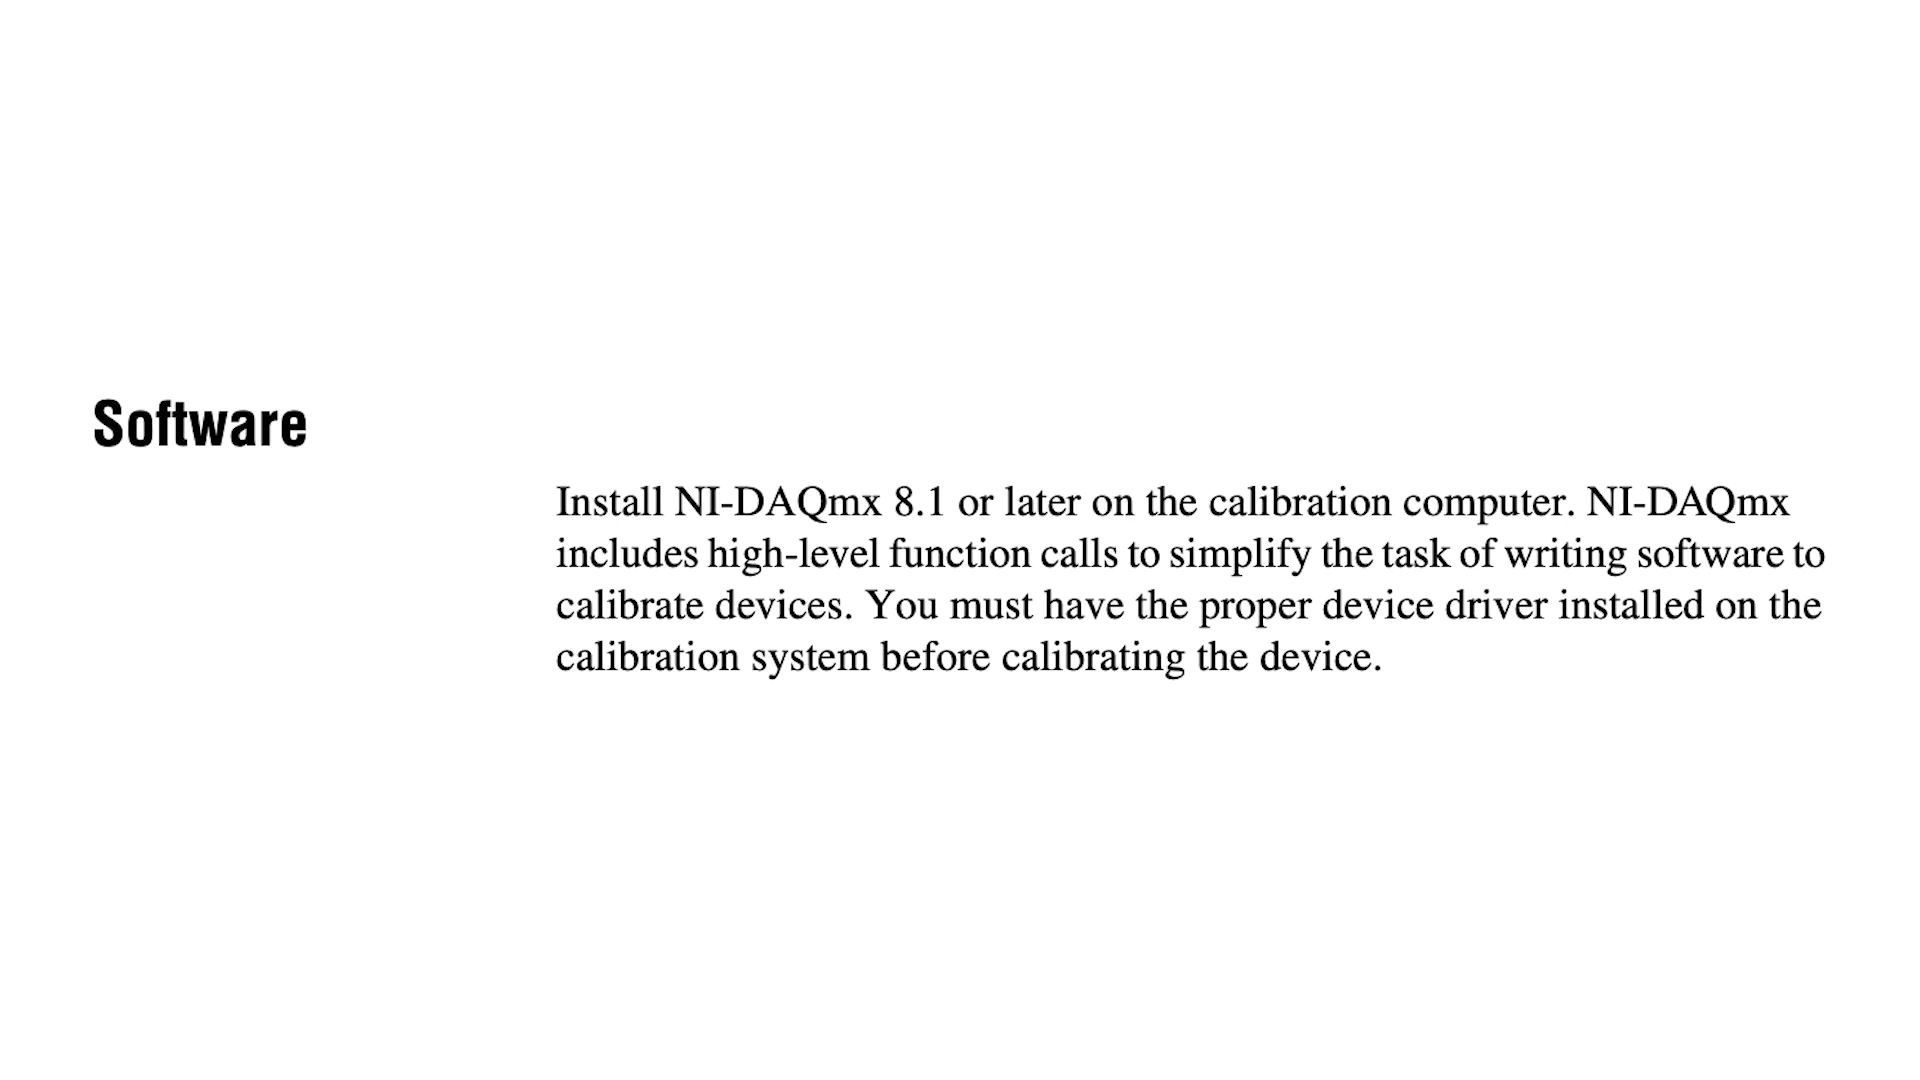 Software
Install NI-DAQmx 8.1 or later on the calibration computer. NI-DAQmx
includes high-level function calls to simplify the task of writing software to
calibrate devices. You must have the proper device driver installed on the
calibration system before calibrating the device.